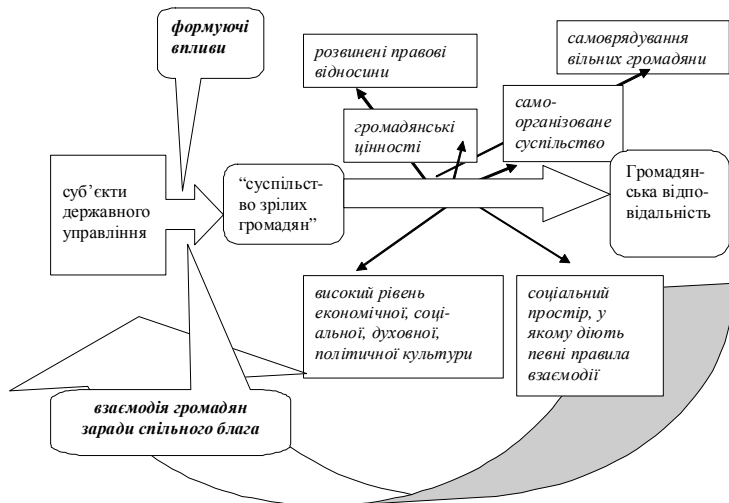 формуючі
впливи
розвинені правові
відносини
самоврядування
вільних громадяни
громадянські
цінності
само-
організоване
суспільство
суб’єкти
державного
управління
“суспільст-
во зрілих
громадян”
Громадян-
ська відпо-
відальність
високий рівень
економічної, соці-
альної, духовної,
політичної культури
соціальний
простір, у
якому діють
певні правила
взаємодії
взаємодія громадян
заради спільного блага